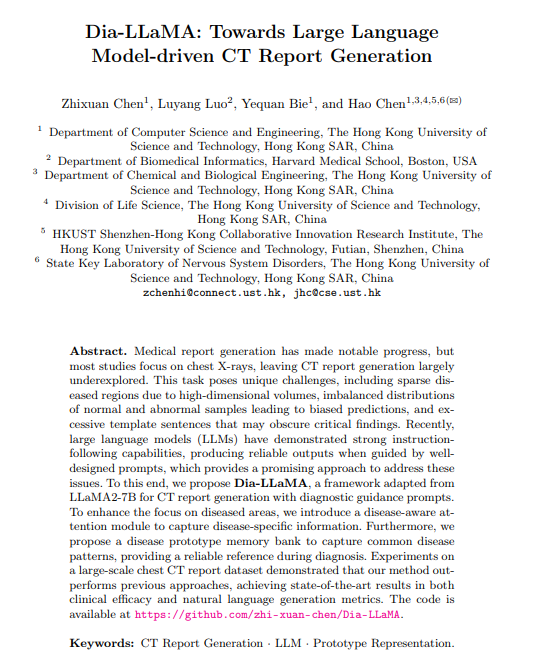 Dia-LLaMA: Towards Large Language
Model-driven CT Report Generation
Zhixuan Chen1, Luyang Luo2, Yequan Bie1, and Hao Chen1,3,4,5,6(✉)
1 Department of Computer Science and Engineering, The Hong Kong University of
Science and Technology, Hong Kong SAR, China
2 Department of Biomedical Informatics, Harvard Medical School, Boston, USA
3 Department of Chemical and Biological Engineering, The Hong Kong University of
Science and Technology, Hong Kong SAR, China
4 Division of Life Science, The Hong Kong University of Science and Technology,
Hong Kong SAR, China
5 HKUST Shenzhen-Hong Kong Collaborative Innovation Research Institute, The
Hong Kong University of Science and Technology, Futian, Shenzhen, China
6 State Key Laboratory of Nervous System Disorders, The Hong Kong University of
Science and Technology, Hong Kong SAR, China
zchenhi@connect.ust.hk, jhc@cse.ust.hk
Abstract. Medical report generation has made notable progress, but
most studies focus on chest X-rays, leaving CT report generation largely
underexplored. This task poses unique challenges, including sparse dis-
eased regions due to high-dimensional volumes, imbalanced distributions
of normal and abnormal samples leading to biased predictions, and ex-
cessive template sentences that may obscure critical findings. Recently,
large language models (LLMs) have demonstrated strong instruction-
following capabilities, producing reliable outputs when guided by well-
designed prompts, which provides a promising approach to address these
issues. To this end, we propose Dia-LLaMA, a framework adapted from
LLaMA2-7B for CT report generation with diagnostic guidance prompts.
To enhance the focus on diseased areas, we introduce a disease-aware at-
tention module to capture disease-specific information. Furthermore, we
propose a disease prototype memory bank to capture common disease
patterns, providing a reliable reference during diagnosis. Experiments on
a large-scale chest CT report dataset demonstrated that our method out-
performs previous approaches, achieving state-of-the-art results in both
clinical efficacy and natural language generation metrics. The code is
available at https://github.com/zhi-xuan-chen/Dia-LLaMA.
Keywords: CT Report Generation · LLM · Prototype Representation.